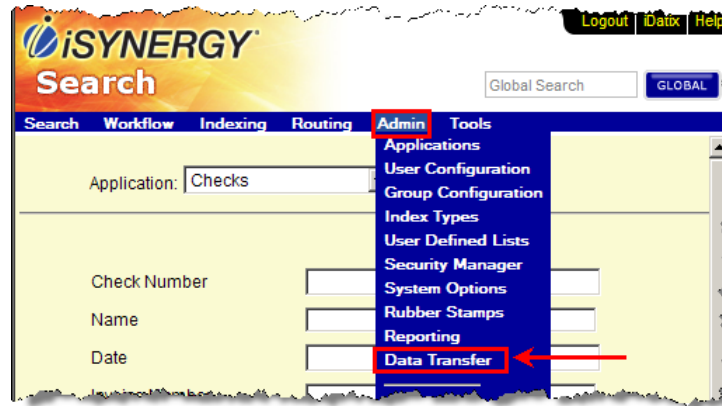 Logout iDatix Help
iSYNERGY
Search
Global Search GLOBAL
Search Workflow Indexing Routing Admin Tools
Applications
Application: Checks
User Configuration
Group Configuration
Index Types
User Defined Lists
Security Manager
Check Number
System Options
Name
Rubber Stamps
Reporting
Date
Data Transfer